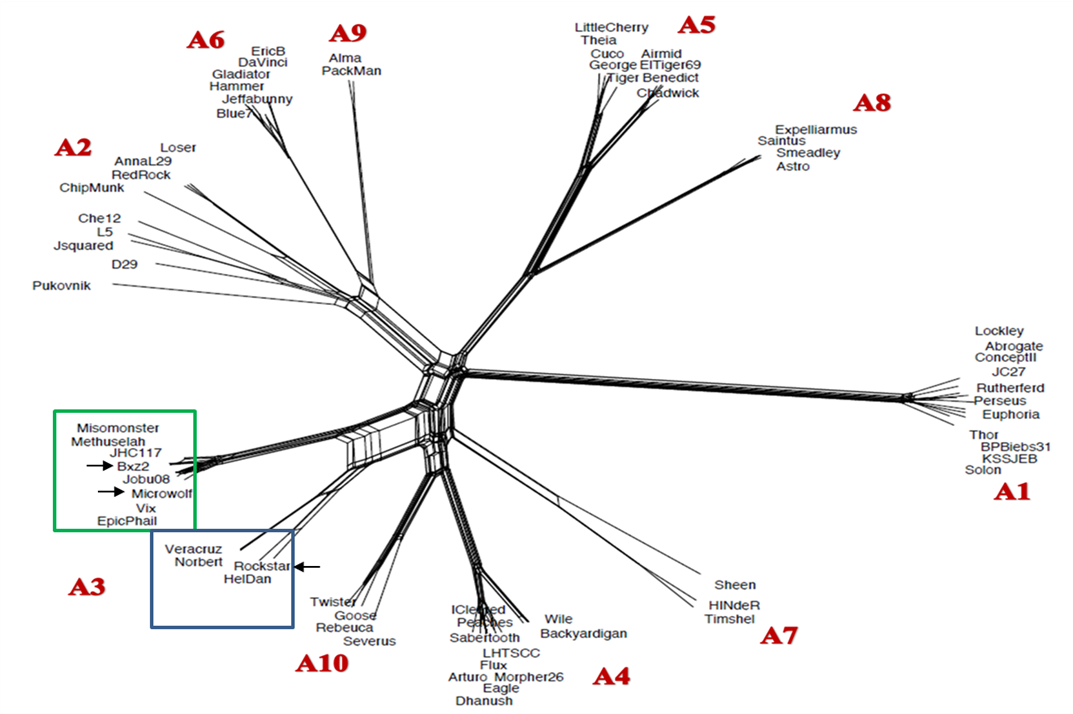 A6
EricB
DaVinci
Gladiator
Hammer
Jeffabunny
Blue7
A9
Alma
PackMan
LittleCherry
Theia
A5
Cuco Airmid
George ElTiger69
Tiger Benedict
Chadwick
A8
Expelliarmus
Saintus
Smeadley
Astro
A2
Loser
AnnaL29
RedRock
ChipMunk
Che12
L5
Jsquared
D29
Pukovnik
Lockley
Abrogate
ConceptII
JC27
Rutherferd
Perseus
Euphoria
Thor
BPBiebs31
KSSJEB
Solon
A1
Misomonster
Methuselah
JHC117
Bxz2
Jobu08
Microwolf
Vix
EpicPhail
Veracruz
Norbert
Rockstar
HelDan
A3
Twister
Goose
Rebeuca
Severus
A10
Peaches
Sabertooth
LHTSCC
Flux
Arturo Morpher26
Eagle
Dhanush
Wile
Backyardigan
A4
Sheen
HINdeR
Timshel
A7